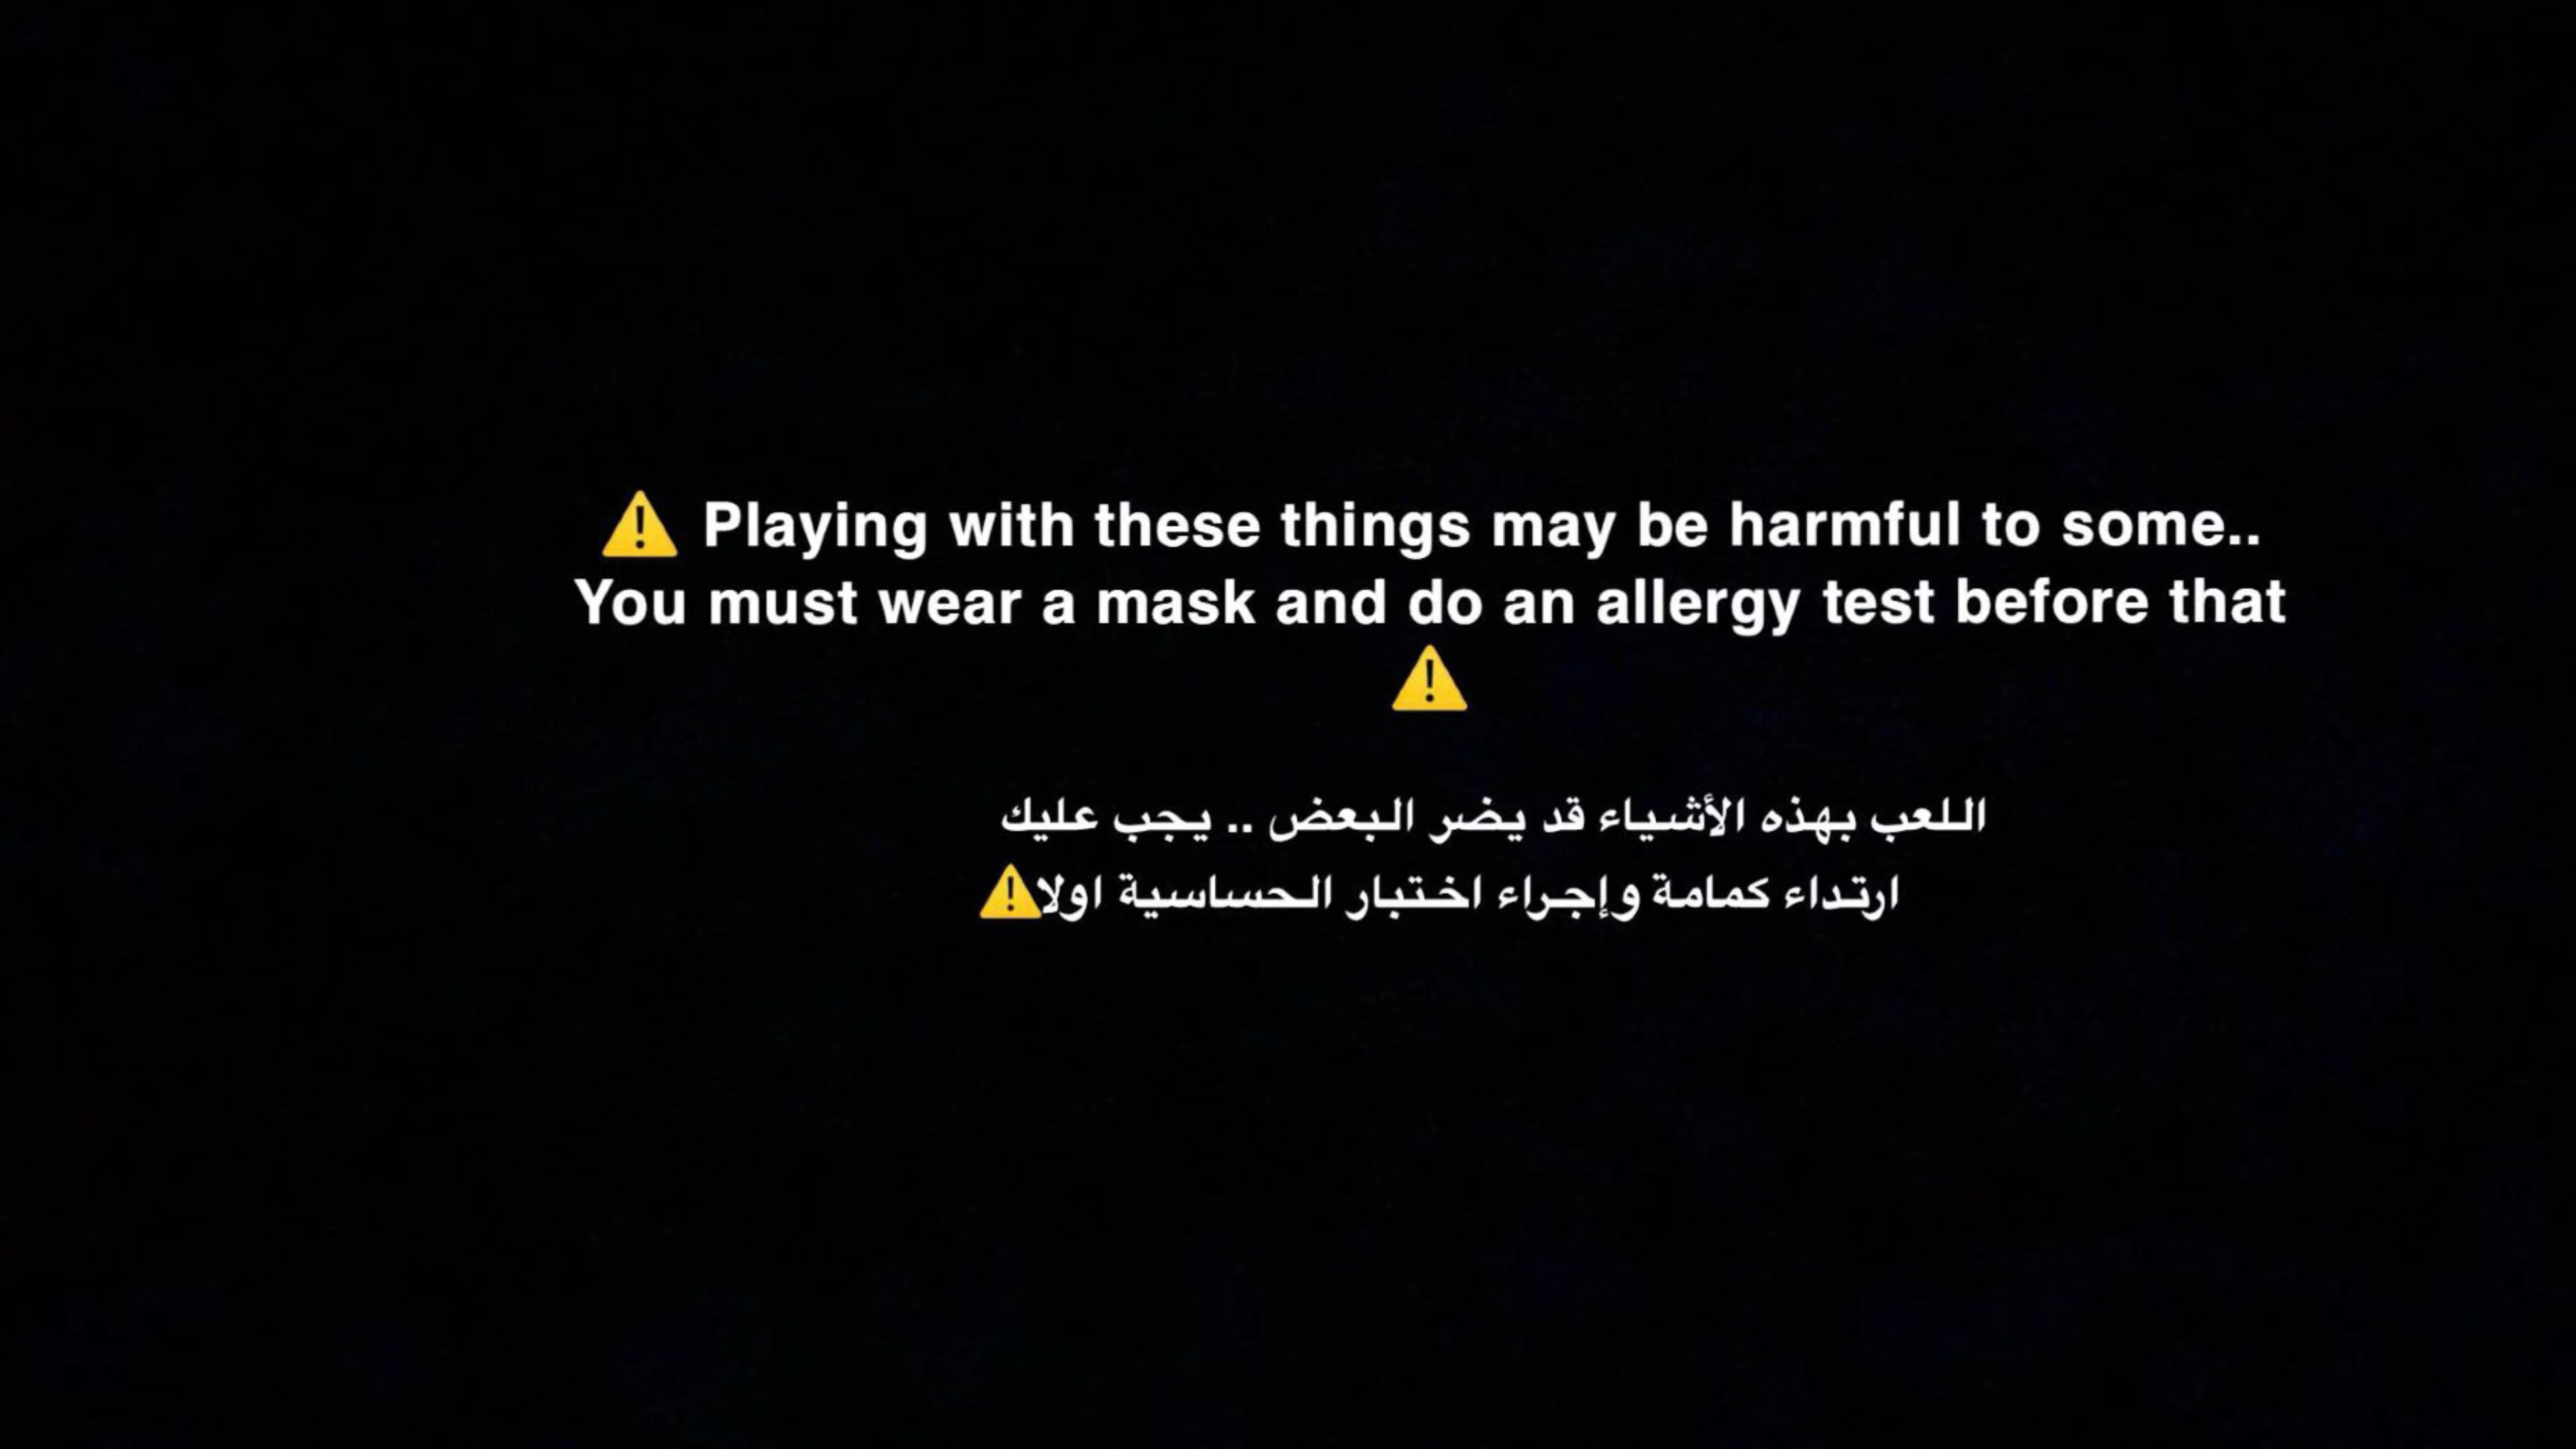 ⚠️ Playing with these things may be harmful to some..
You must wear a mask and do an allergy test before that
⚠️
اللعب بهذه الأشياء قد يضر البعض .. يجب عليك
ارتداء كمامة وإجراء اختبار الحساسية اولا⚠️